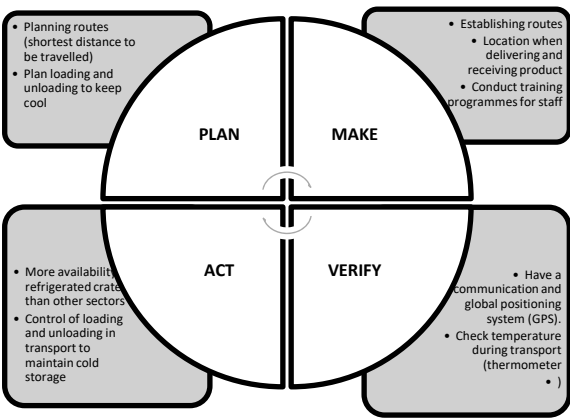 • Planning routes
(shortest distance to
be travelled)
• Plan loading and
unloading to keep
cool
• Establishing routes
• Location when
delivering and
receiving product
• Conduct training
programmes for staff
PLAN
MAKE
ACT
VERIFY
• More availability
refrigerated crate
than other sectors
• Control of loading
and unloading in
transport to
maintain cold
storage
• Have a
communication and
global positioning
system (GPS).
• Check temperature
during transport
(thermometer
• )